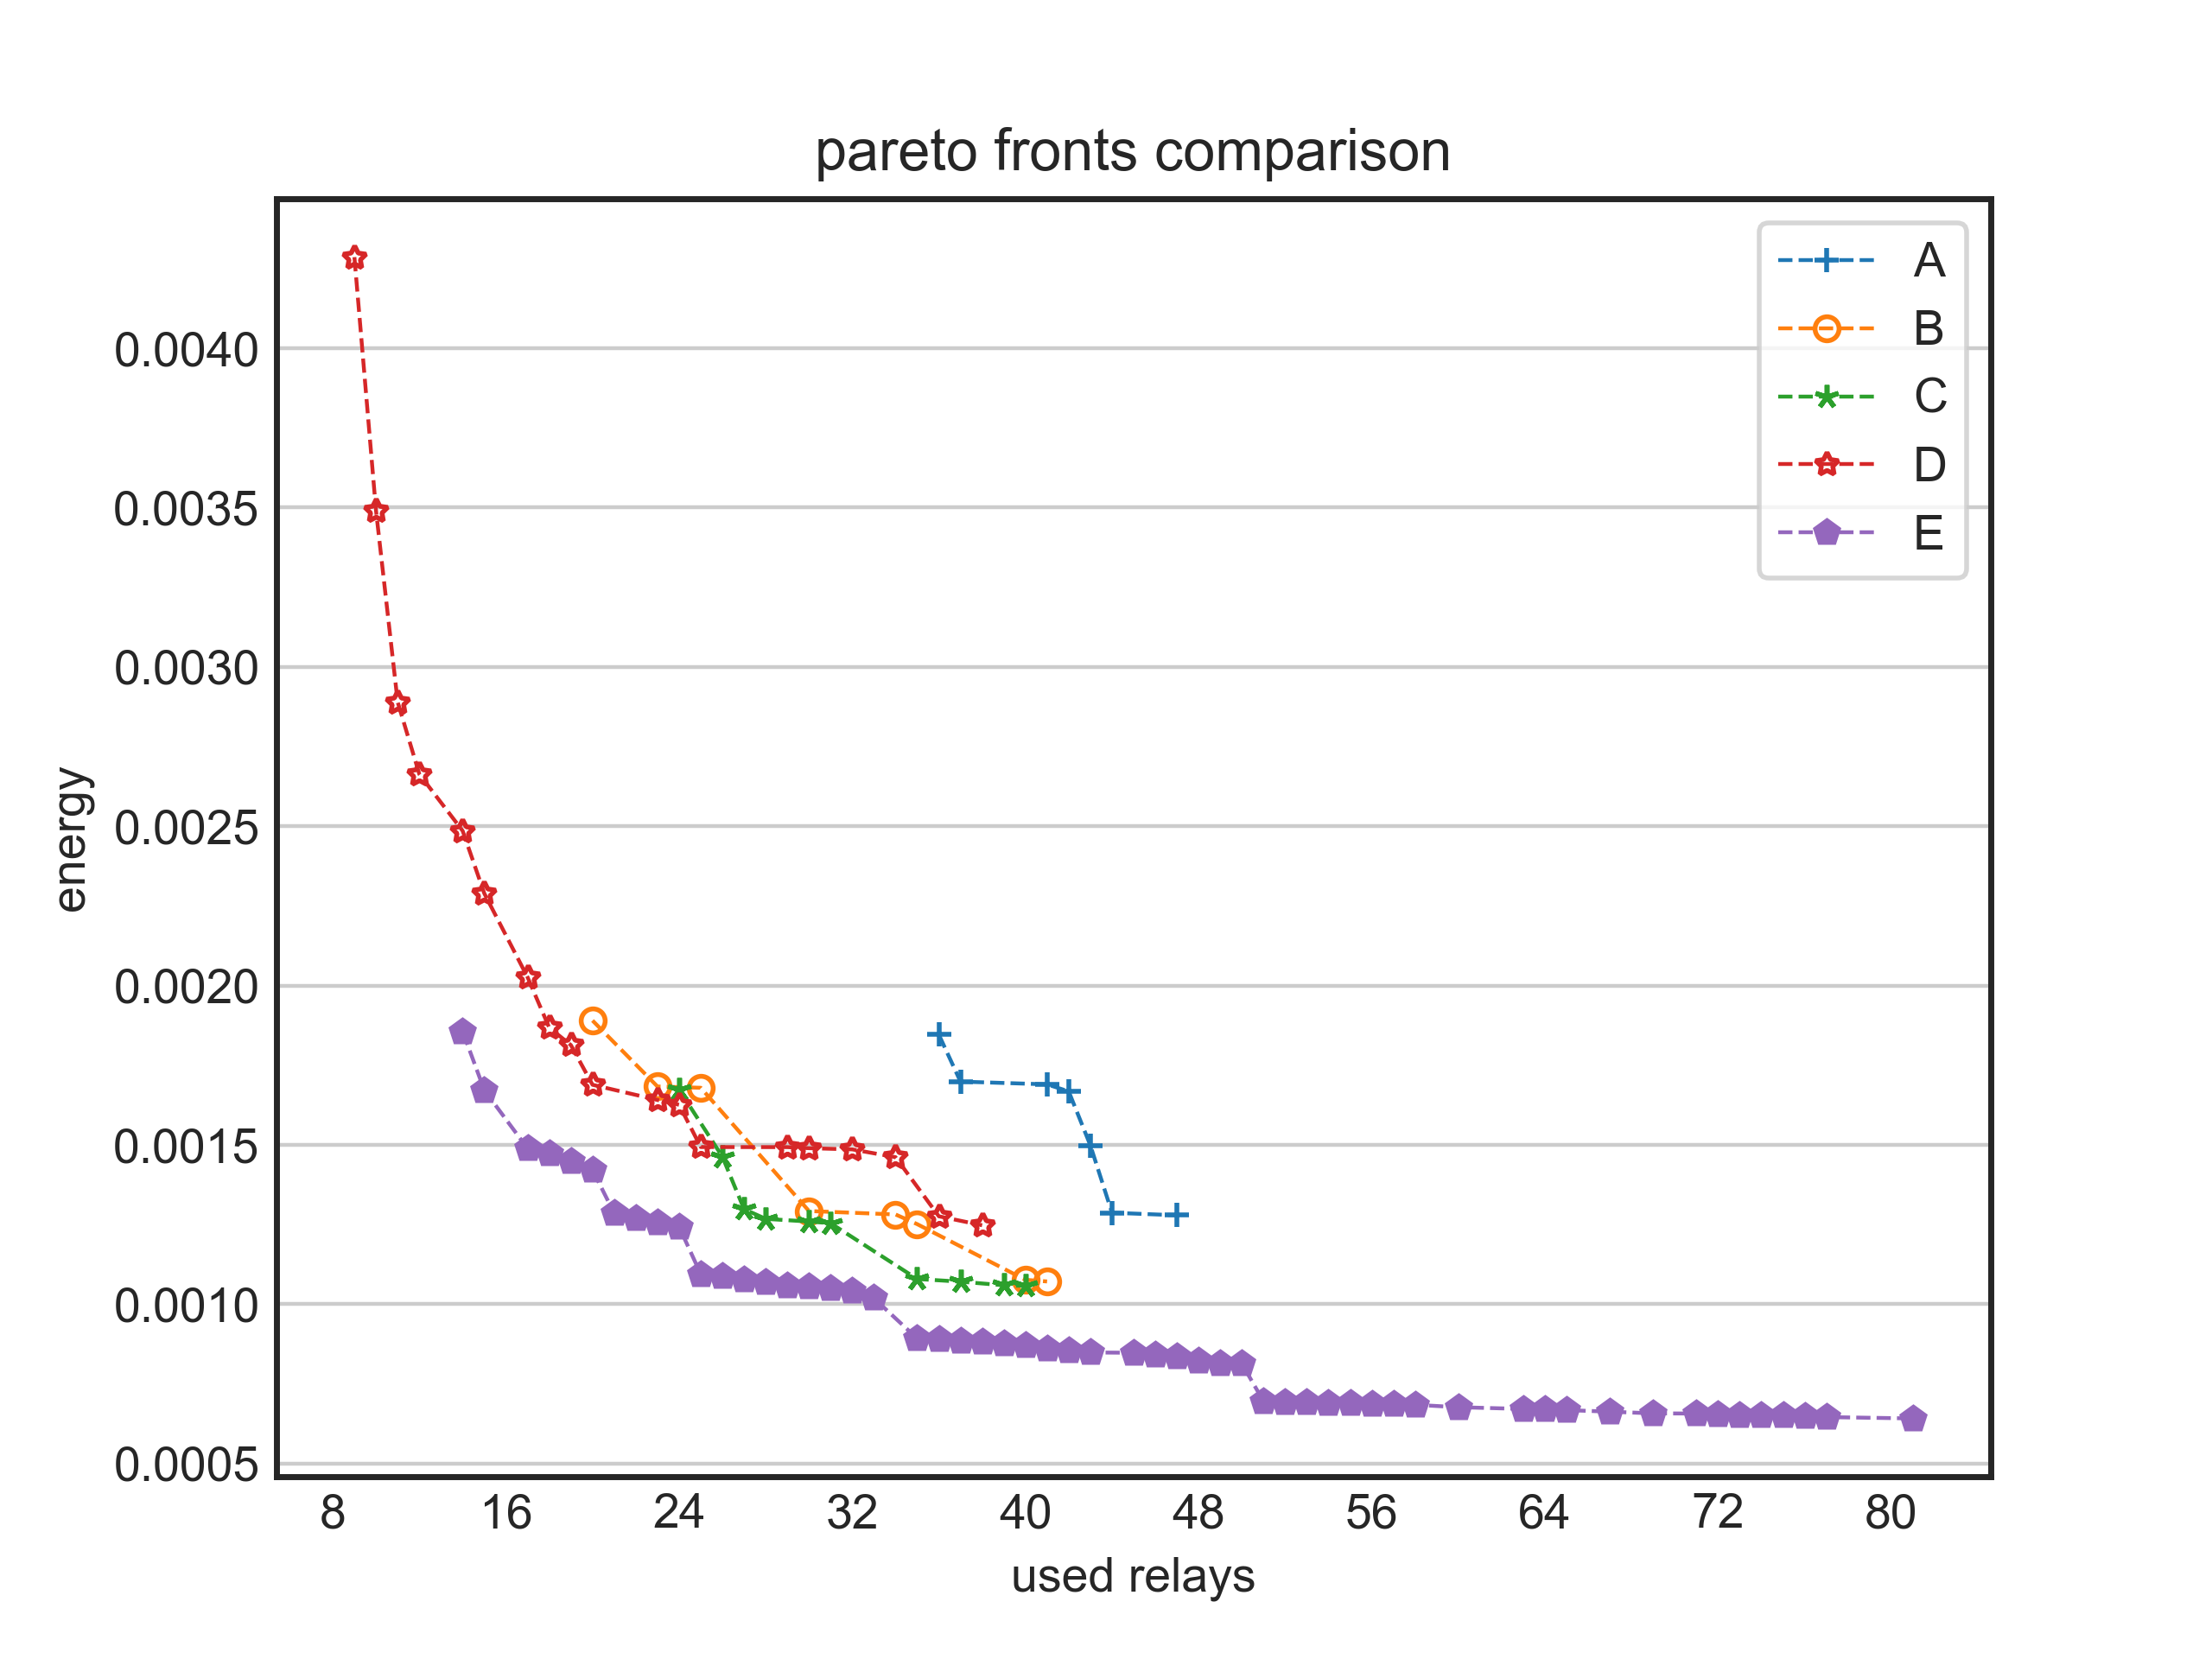 pareto fronts comparison
A
B
C
D
E
0.0040
0.0035
0.0030
0.0025
0.0020
0.0015
0.0010
0.0005
energy
8 16 24 32 40 48 56 64 72 80
used relays